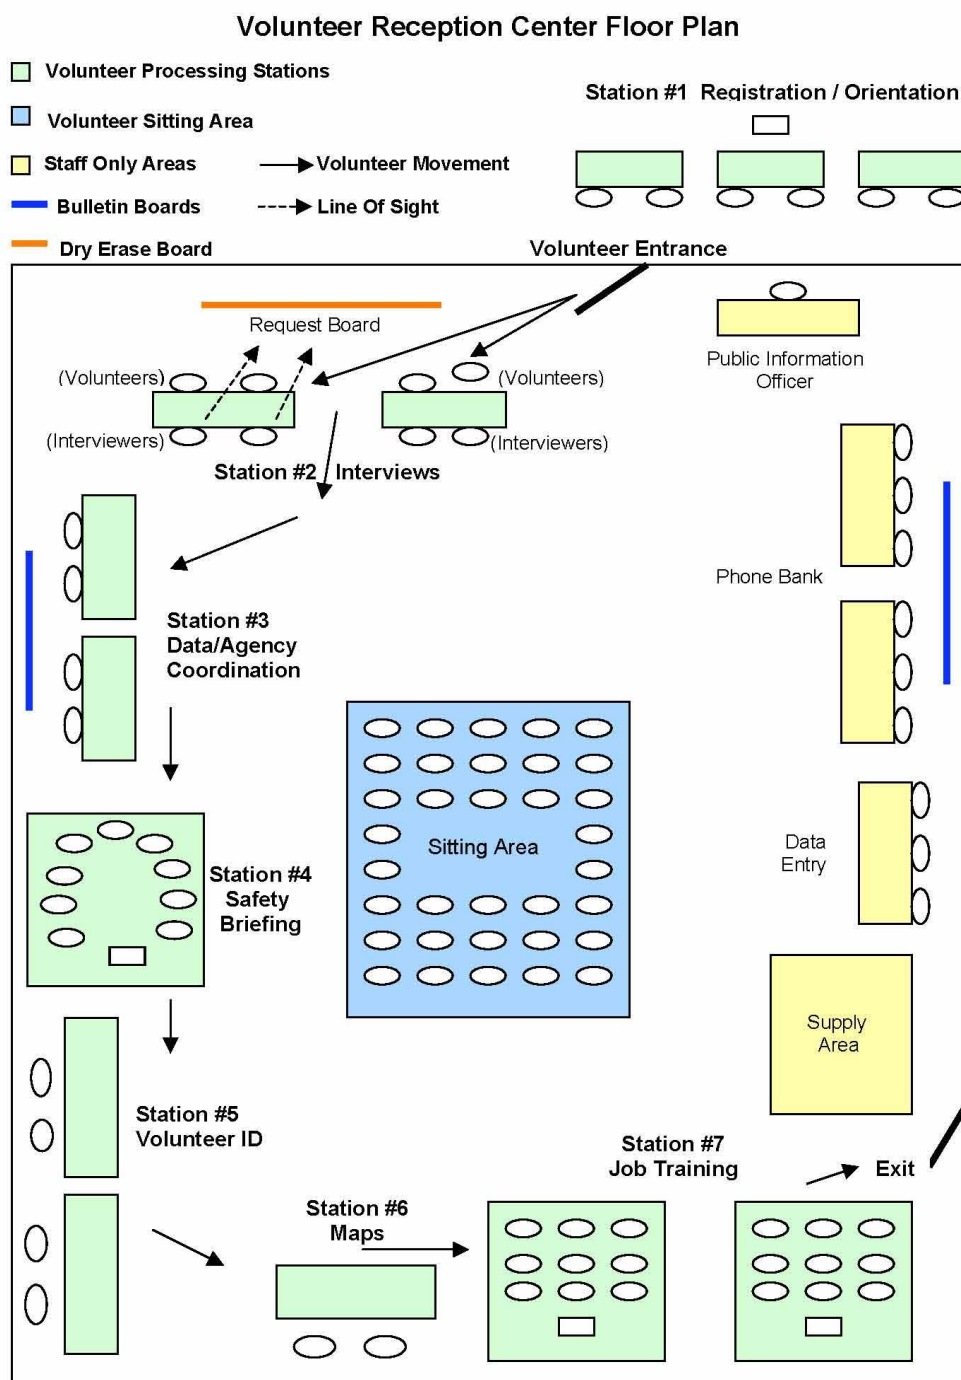 Volunteer Reception Center Floor Plan
Volunteer Processing Stations
Volunteer Sitting Area
Staff Only Areas
Volunteer Movement
Bulletin Boards
Line Of Sight
Dry Erase Board
Station #1 Registration / Orientation
Volunteer Entrance
Request Board
(Volunteers)
(Volunteers)
(Interviewers)
(Interviewers)
Station #2 Interviews
Public Information
Officer
Phone Bank
Station #3
Data/Agency
Coordination
Sitting Area
Data
Entry
Station #4
Safety
Briefing
Supply
Area
Station #5
Volunteer ID
Station #6
Maps
Station #7
Job Training
Exit